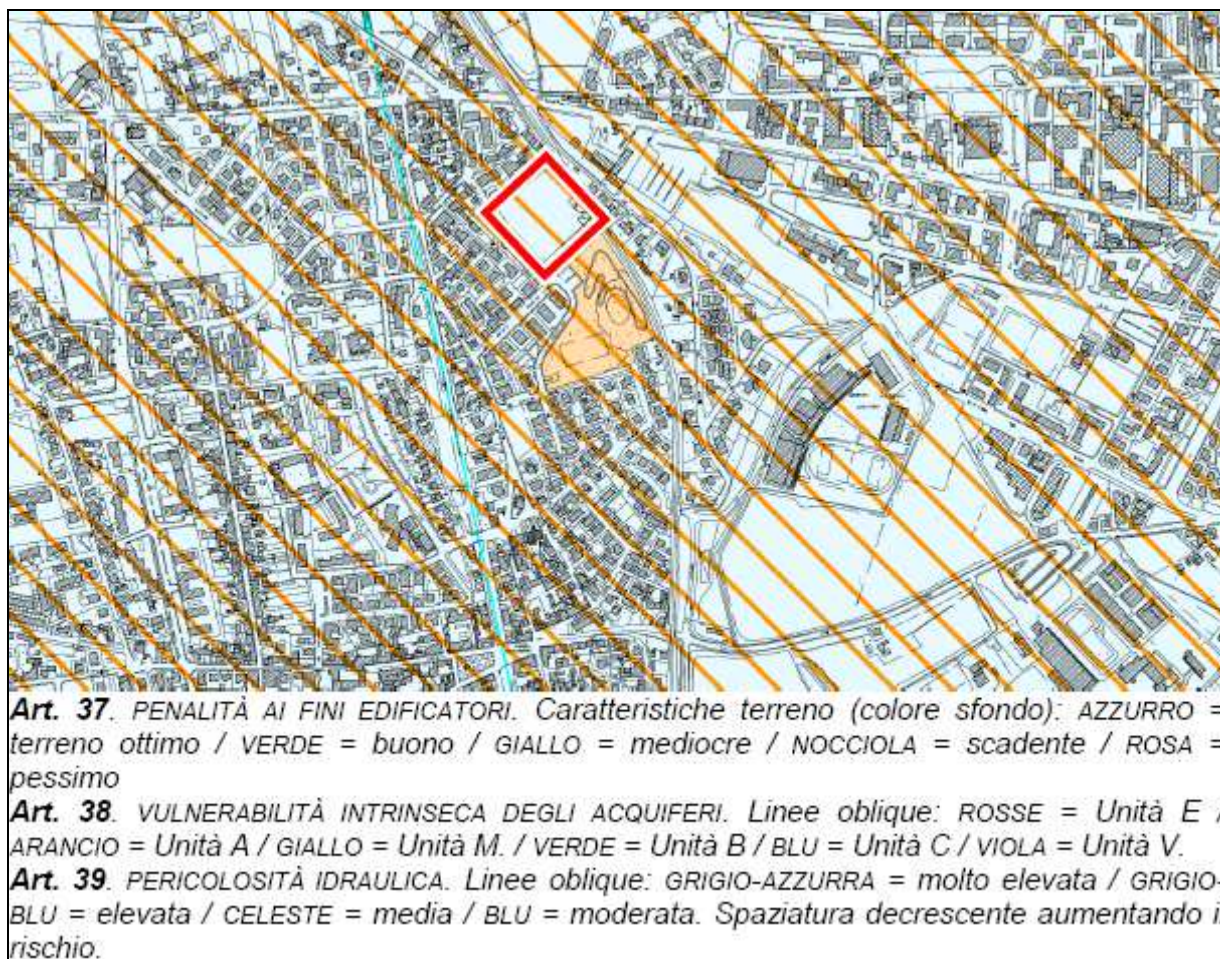 Art. 37. PENALITÀ AI FINI EDIFICATORI. Caratteristiche terreno (colore sfondo): AZZURRO =
terreno ottimo / VERDE = buono / GIALLO = mediocre / NOCCIOLA = scadente / ROSA =
pessimo
Art. 38. VULNERABILITÀ INTRINSECA DEGLI ACQUIFERI. Linee oblique: ROSSE = Unità E /
ARANCIO = Unità A / GIALLO = Unità M. / VERDE = Unità B / BLU = Unità C / VIOLA = Unità V.
Art. 39. PERICOLOSITÀ IDRAULICA. Linee oblique: GRIGIO-AZZURRA = molto elevata / GRIGIO-
BLU = elevata / CELESTE = media / BLU = moderata. Spaziatura decrescente aumentando i
rischio.